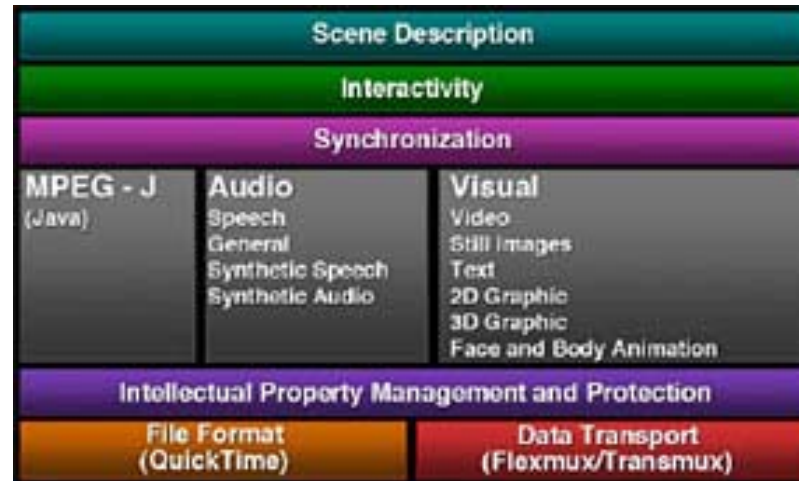 Scene Description
Interactivity
Synchronization
MPEG - J
(Java)
Audio
Speech
General
Synthetic Speech
Synthetic Audio
Visual
Video
Still Images
Text
2D Graphic
3D Graphic
Face and Body Animation
Intellectual Property Management and Protection
File Format
(QuickTime)
Data Transport
(Flexmux/Transmux)